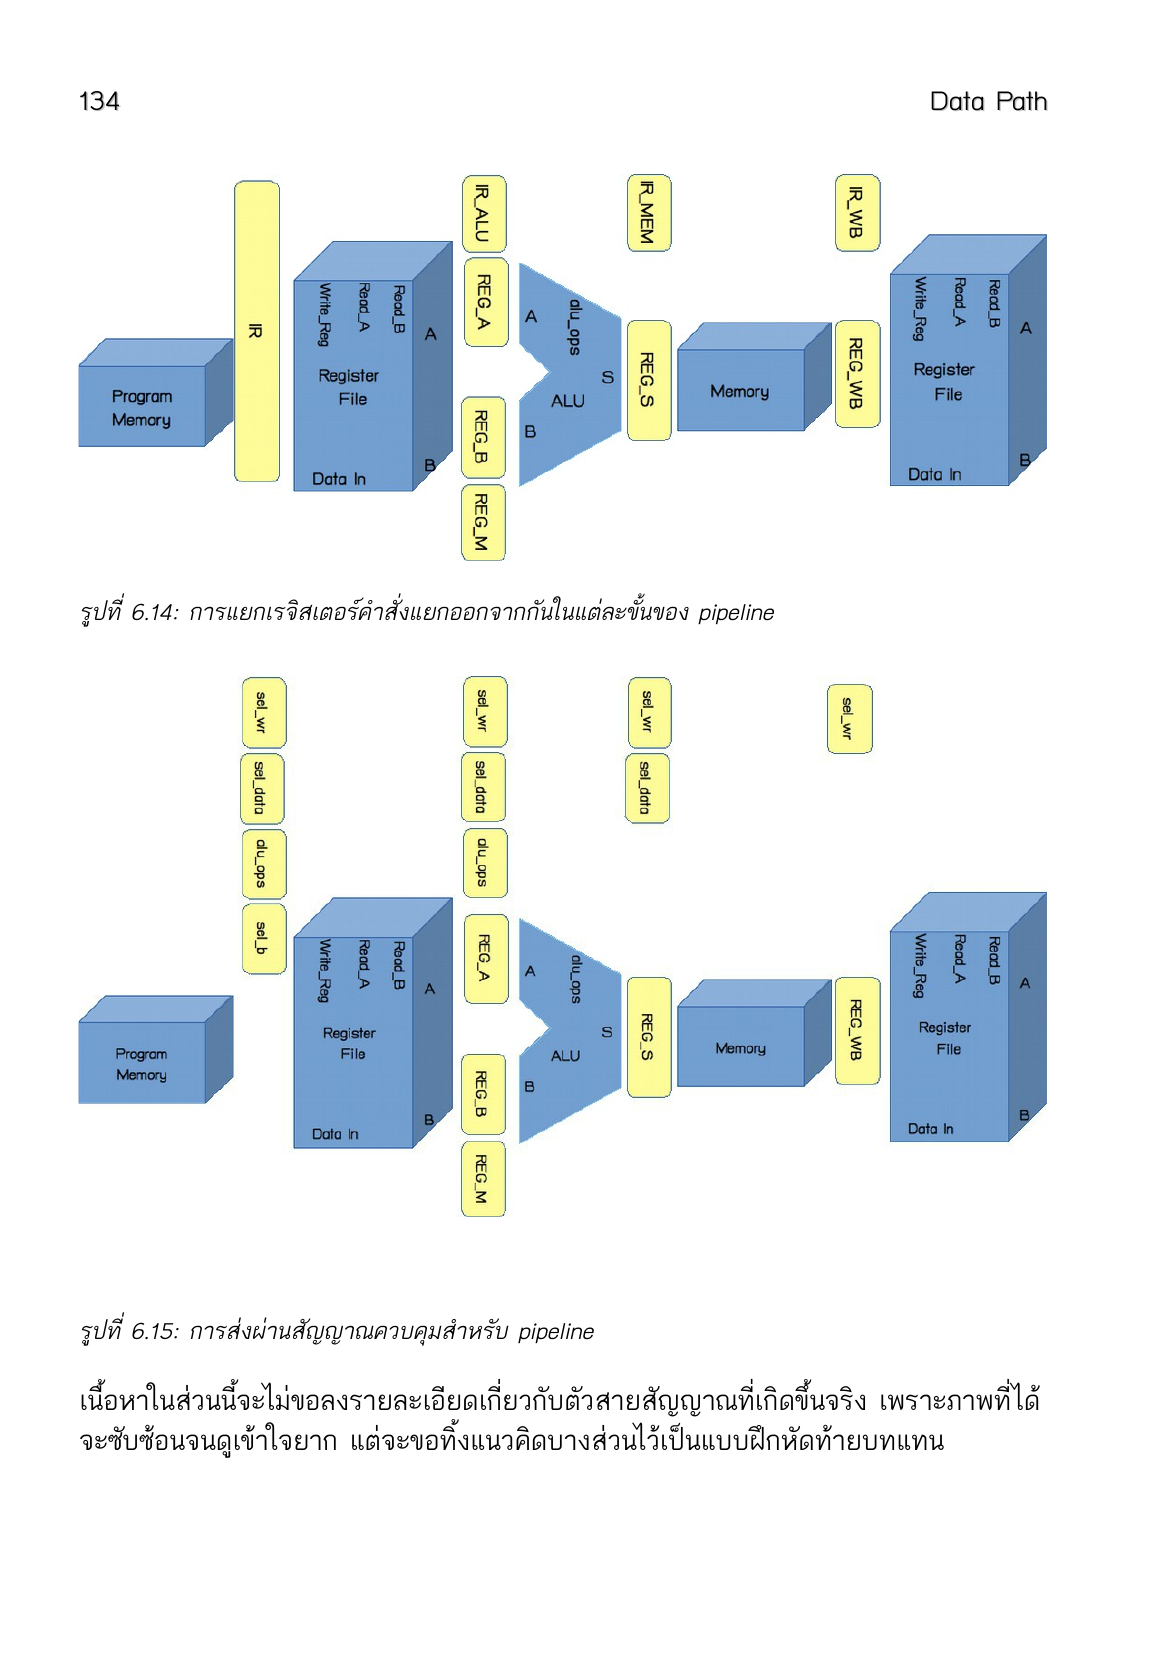 134
Data Path
IR
IR_ALU
IR_MEM
IR_WB
REG_A
REG_B
REG_M
REG_S
REG_WB
Program
Memory
Write_Reg
Read_A
Read_B
A
Register
File
B
Data In
A
alu_ops
S
ALU
B
Memory
Write_Reg
Read_A
Read_B
A
Register
File
B
Data In
รูปที่ 6.14: การแยกเรจิสเตอร์คำสั่งแยกออกจากกันในแต่ละขั้นของ pipeline
sel_wr
sel_data
alu_ops
sel_b
sel_wr
sel_data
alu_ops
sel_wr
sel_data
sel_wr
REG_A
REG_B
REG_M
REG_S
REG_WB
Program
Memory
Write_Reg
Read_A
Read_B
A
Register
File
B
Data In
A
alu_ops
S
ALU
B
Memory
Write_Reg
Read_A
Read_B
A
Register
File
B
Data In
รูปที่ 6.15: การส่งผ่านสัญญาณควบคุมสำหรับ pipeline
เนื้อหาในส่วนนี้จะไม่ขอลงรายละเอียดเกี่ยวกับตัวสายสัญญาณที่เกิดขึ้นจริง เพราะภาพที่ได้
จะซับซ้อนจนดูเข้าใจยาก แต่จะขอทิ้งแนวคิดบางส่วนไว้เป็นแบบฝึกหัดท้ายบทแทน